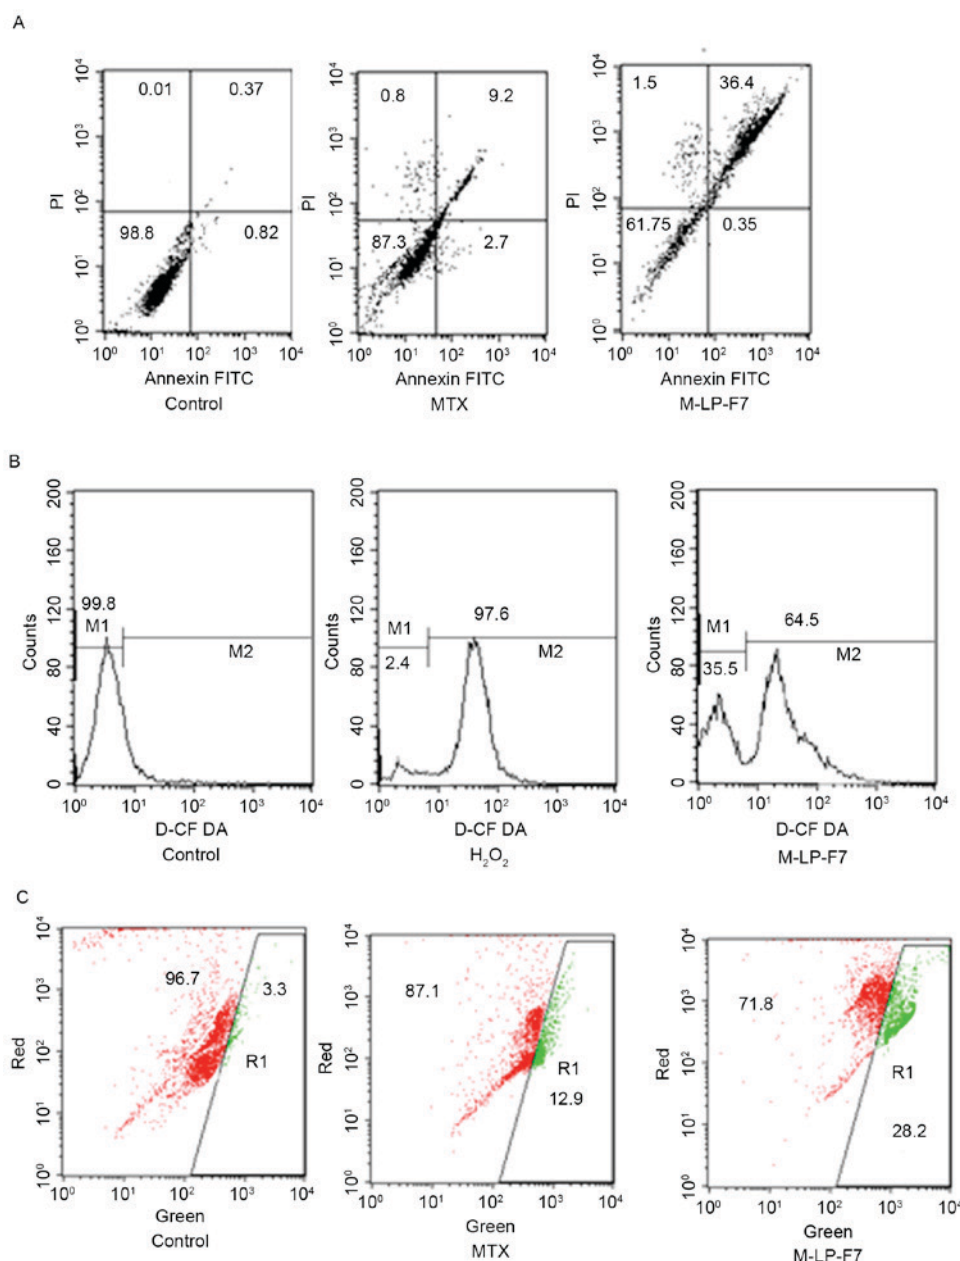 A
10⁴ 10³ 10² 10¹ 10⁰
PI
0.01 0.37
98.8 0.82
10⁰ 10¹ 10² 10³ 10⁴
Annexin FITC
Control
10⁴ 10³ 10² 10¹ 10⁰
PI
0.8 9.2
87.3 2.7
10⁰ 10¹ 10² 10³ 10⁴
Annexin FITC
MTX
10⁴ 10³ 10² 10¹ 10⁰
PI
1.5 36.4
61.75 0.35
10⁰ 10¹ 10² 10³ 10⁴
Annexin FITC
M-LP-F7
B
200 160 120 80 40 0
Counts
99.8
M1
M2
10⁰ 10¹ 10² 10³ 10⁴
D-CF DA
Control
200 160 120 80 40 0
Counts
97.6
M1
M2
2.4
10⁰ 10¹ 10² 10³ 10⁴
D-CF DA
H₂O₂
200 160 120 80 40 0
Counts
64.5
M1
M2
35.5
10⁰ 10¹ 10² 10³ 10⁴
D-CF DA
M-LP-F7
C
10⁴ 10³ 10² 10¹ 10⁰
Red
96.7 3.3
R1
10⁰ 10¹ 10² 10³ 10⁴
Green
Control
10⁴ 10³ 10² 10¹ 10⁰
Red
87.1
R1
12.9
10⁰ 10¹ 10² 10³ 10⁴
Green
MTX
10⁴ 10³ 10² 10¹ 10⁰
Red
71.8
R1
28.2
10⁰ 10¹ 10² 10³ 10⁴
Green
M-LP-F7